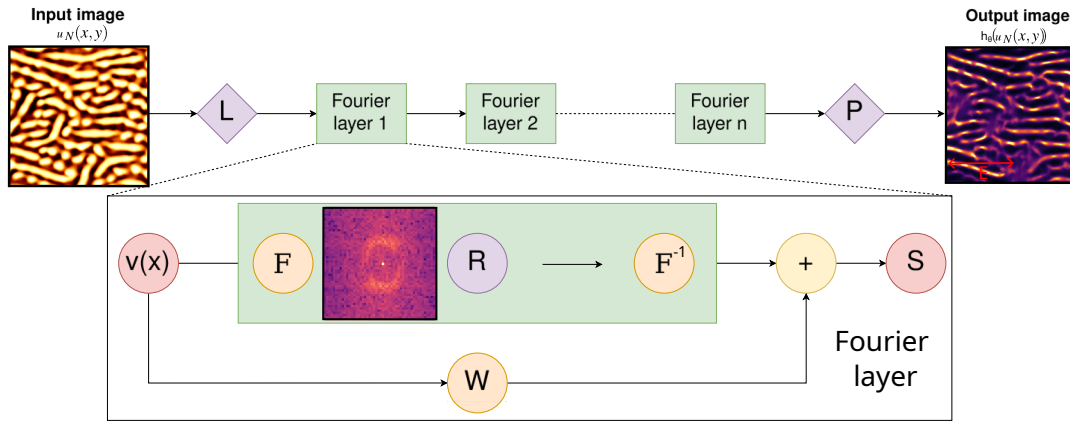 Input image
u_N(x,y)
Output image
h_θ(u_N(x,y))
L
Fourier
layer 1
Fourier
layer 2
Fourier
layer n
P
L
v(x)
F
R
F^-1
+
S
W
Fourier
layer